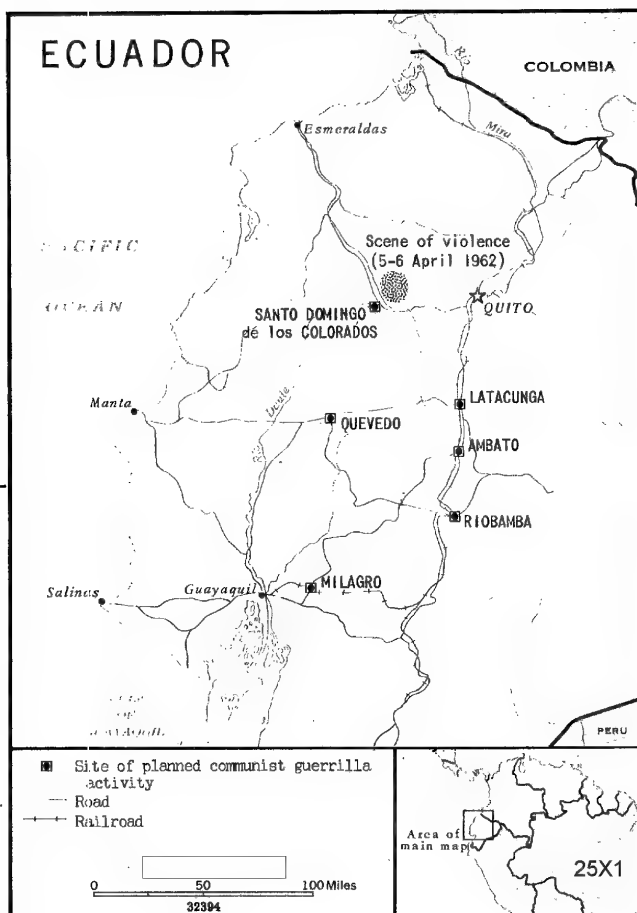 ECUADOR
COLOMBIA
Esmeraldas
Mira
Scene of violence
(5-6 April 1962)
PACIFIC
OCEAN
SANTO DOMINGO
de los COLORADOS
QUITO
Manta
LATACUNGA
QUEVEDO
AMBATO
RIOBAMBA
MILAGRO
Salinas
Guayaquil
PERU
Site of planned communist guerrilla
activity
Road
Railroad
0 50 100 Miles
32394
Area of
main map
25X1